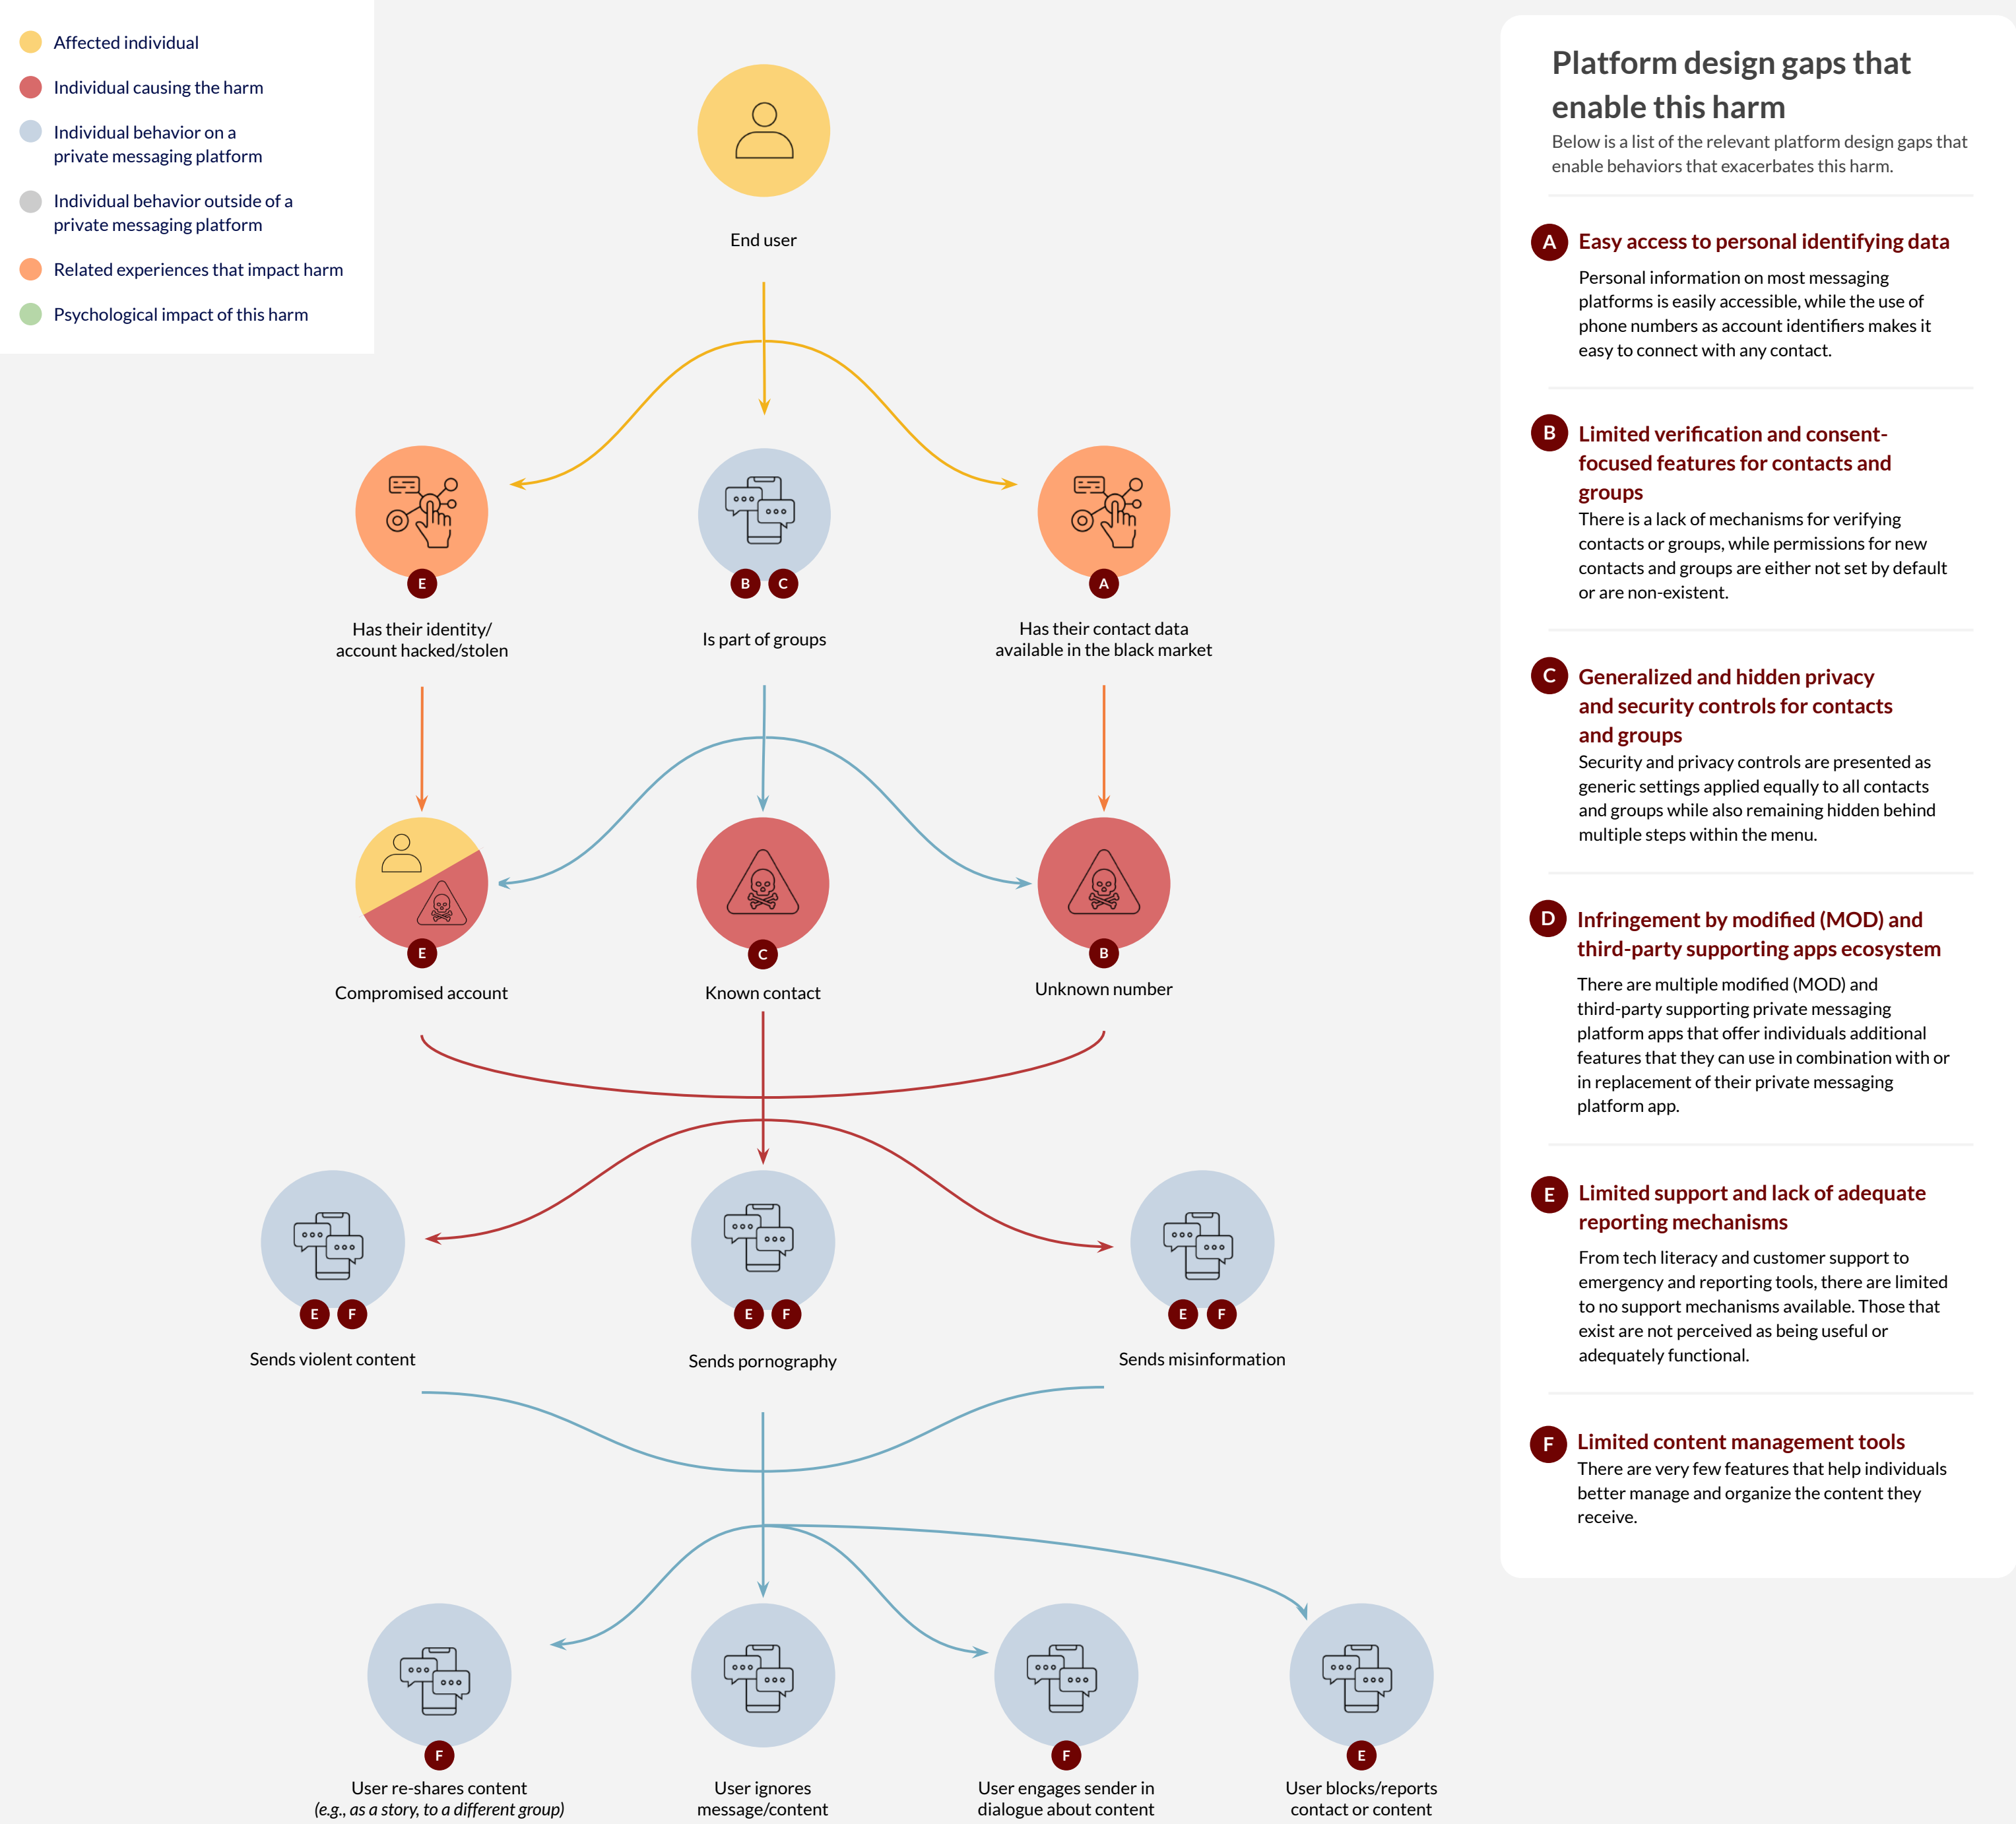 Affected individual
Individual causing the harm
Individual behavior on a
private messaging platform
Individual behavior outside of a
private messaging platform
Related experiences that impact harm
Psychological impact of this harm
End user
E
B
C
A
Has their identity/
account hacked/stolen
Is part of groups
Has their contact data
available in the black market
E
C
B
Compromised account
Known contact
Unknown number
E
F
E
F
E
F
Sends violent content
Sends pornography
Sends misinformation
F
F
E
User re-shares content
(e.g., as a story, to a different group)
User ignores
message/content
User engages sender in
dialogue about content
User blocks/reports
contact or content
Platform design gaps that
enable this harm
Below is a list of the relevant platform design gaps that
enable behaviors that exacerbates this harm.
A
Easy access to personal identifying data
Personal information on most messaging
platforms is easily accessible, while the use of
phone numbers as account identifiers makes it
easy to connect with any contact.
B
Limited verification and consent-
focused features for contacts and
groups
There is a lack of mechanisms for verifying
contacts or groups, while permissions for new
contacts and groups are either not set by default
or are non-existent.
C
Generalized and hidden privacy
and security controls for contacts
and groups
Security and privacy controls are presented as
generic settings applied equally to all contacts
and groups while also remaining hidden behind
multiple steps within the menu.
D
Infringement by modified (MOD) and
third-party supporting apps ecosystem
There are multiple modified (MOD) and
third-party supporting private messaging
platform apps that offer individuals additional
features that they can use in combination with or
in replacement of their private messaging
platform app.
E
Limited support and lack of adequate
reporting mechanisms
From tech literacy and customer support to
emergency and reporting tools, there are limited
to no support mechanisms available. Those that
exist are not perceived as being useful or
adequately functional.
F
Limited content management tools
There are very few features that help individuals
better manage and organize the content they
receive.